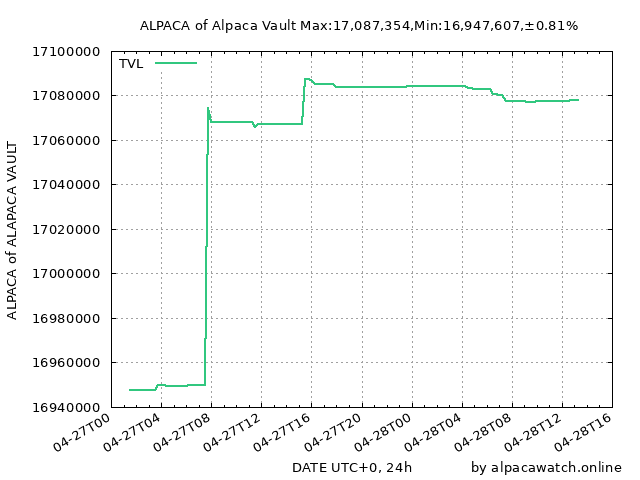 ALPACA of Alpaca Vault Max:17,087,354,Min:16,947,607,±0.81%
TVL
17100000
17080000
17060000
17040000
17020000
17000000
16980000
16960000
16940000
ALPACA of ALAPACA VAULT
04-27T00
04-27T04
04-27T08
04-27T12
04-27T16
04-27T20
04-28T00
04-28T04
04-28T08
04-28T12
04-28T16
DATE UTC+0, 24h
by alpacawatch.online